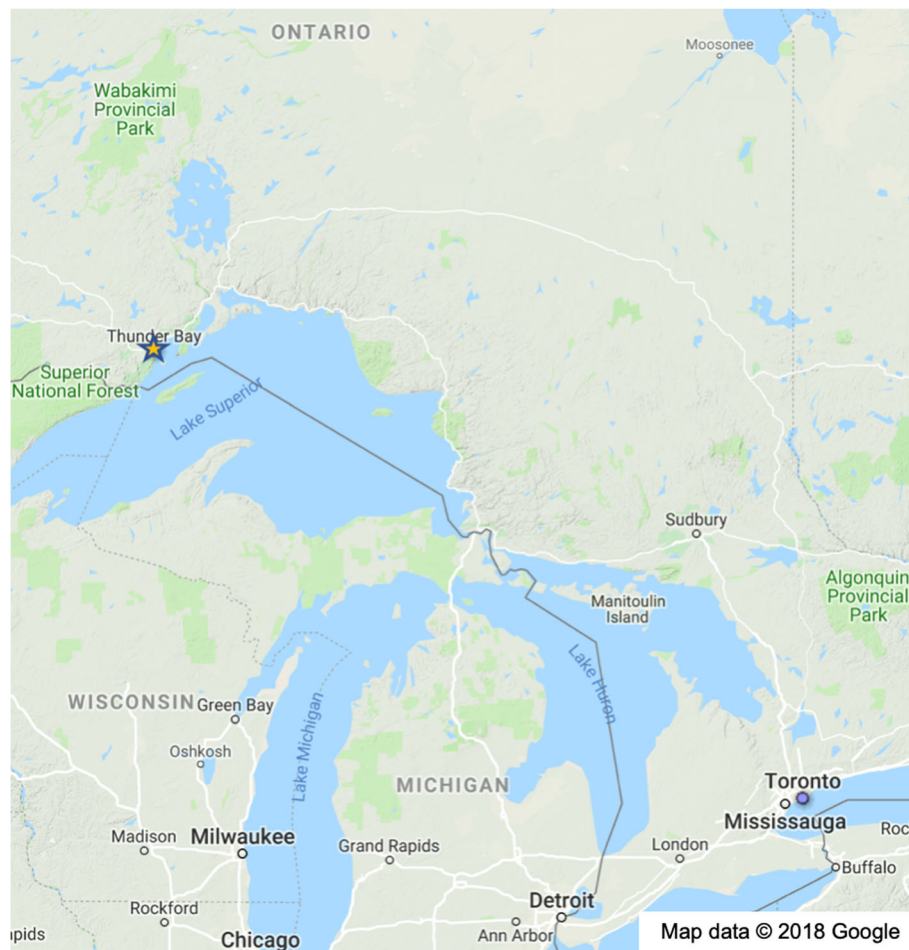 ONTARIO
Moosonee
Wabakimi
Provincial
Park
Thunder Bay
Superior
National Forest
Lake Superior
Sudbury
Algonquin
Provincial
Park
Manitoulin
Island
Lake Huron
WISCONSIN
Green Bay
Lake Michigan
Oshkosh
MICHIGAN
Toronto
Mississauga
Roc
Madison
Milwaukee
Grand Rapids
London
Buffalo
Rockford
Detroit
pids
Chicago
Ann Arbor
Map data © 2018 Google